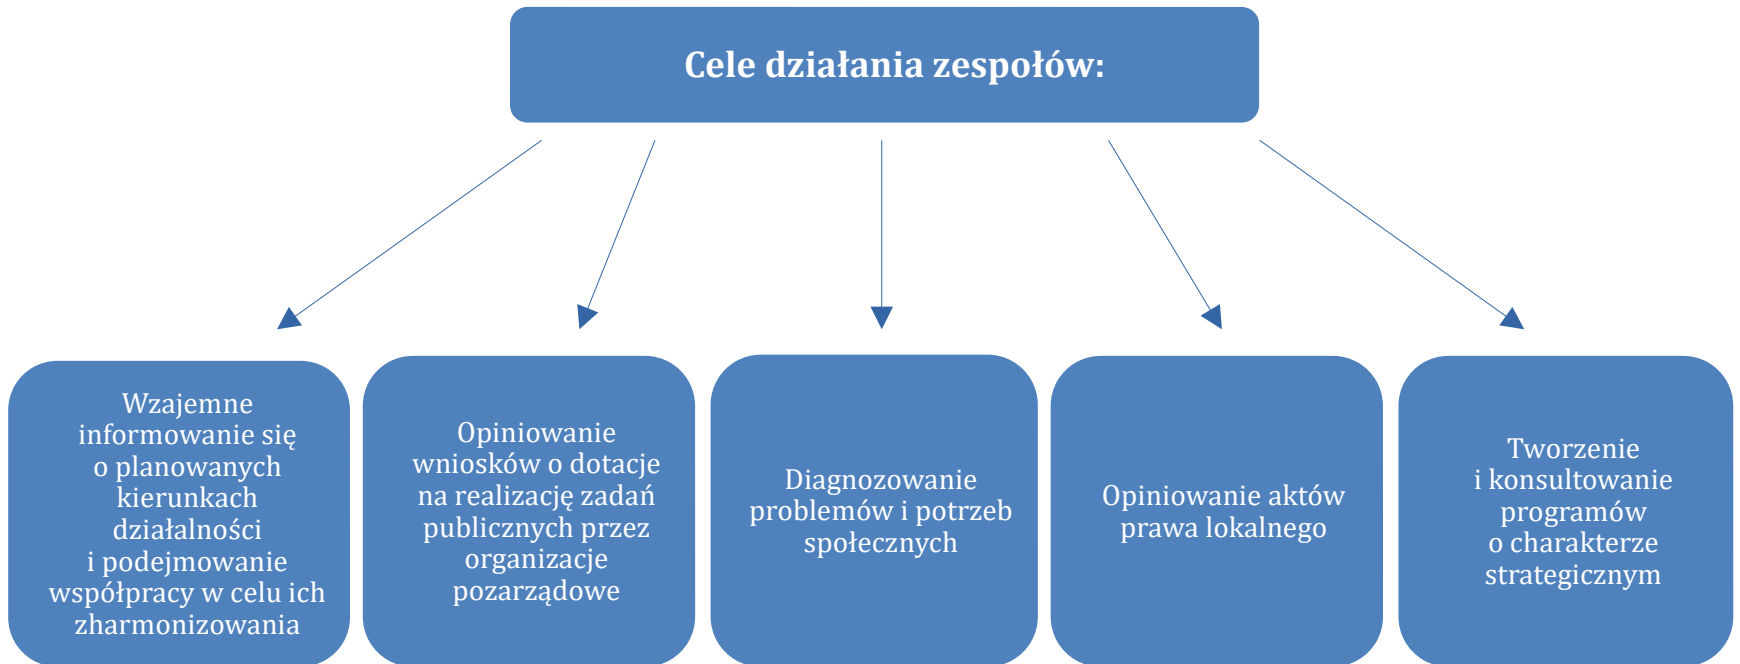 Cele działania zespołów:
Wzajemne
informowanie się
o planowanych
kierunkach
działalności
i podejmowanie
współpracy w celu ich
zharmonizowania
Opiniowanie
wniosków o dotacje
na realizację zadań
publicznych przez
organizacje
pozarządowe
Diagnozowanie
problemów i potrzeb
społecznych
Opiniowanie aktów
prawa lokalnego
Tworzenie
i konsultowanie
programów
o charakterze
strategicznym